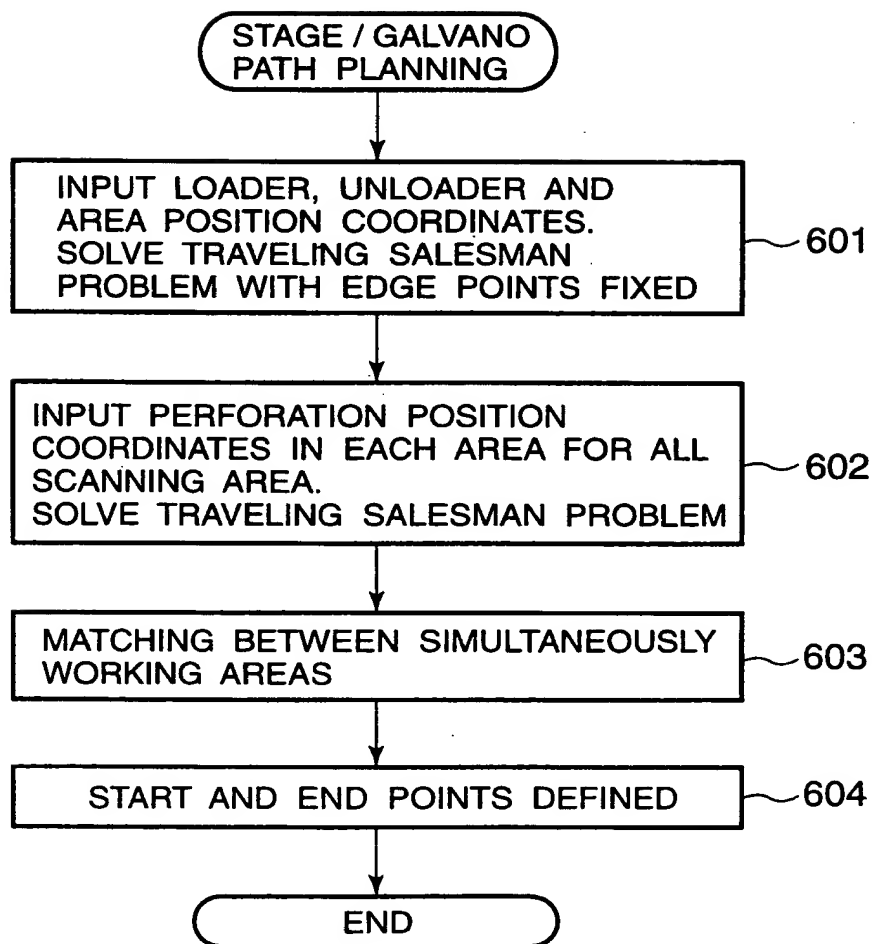 STAGE / GALVANO
PATH PLANNING
INPUT LOADER, UNLOADER AND
AREA POSITION COORDINATES.
SOLVE TRAVELING SALESMAN
PROBLEM WITH EDGE POINTS FIXED
601
INPUT PERFORATION POSITION
COORDINATES IN EACH AREA FOR ALL
SCANNING AREA.
SOLVE TRAVELING SALESMAN PROBLEM
602
MATCHING BETWEEN SIMULTANEOUSLY
WORKING AREAS
603
START AND END POINTS DEFINED
604
END